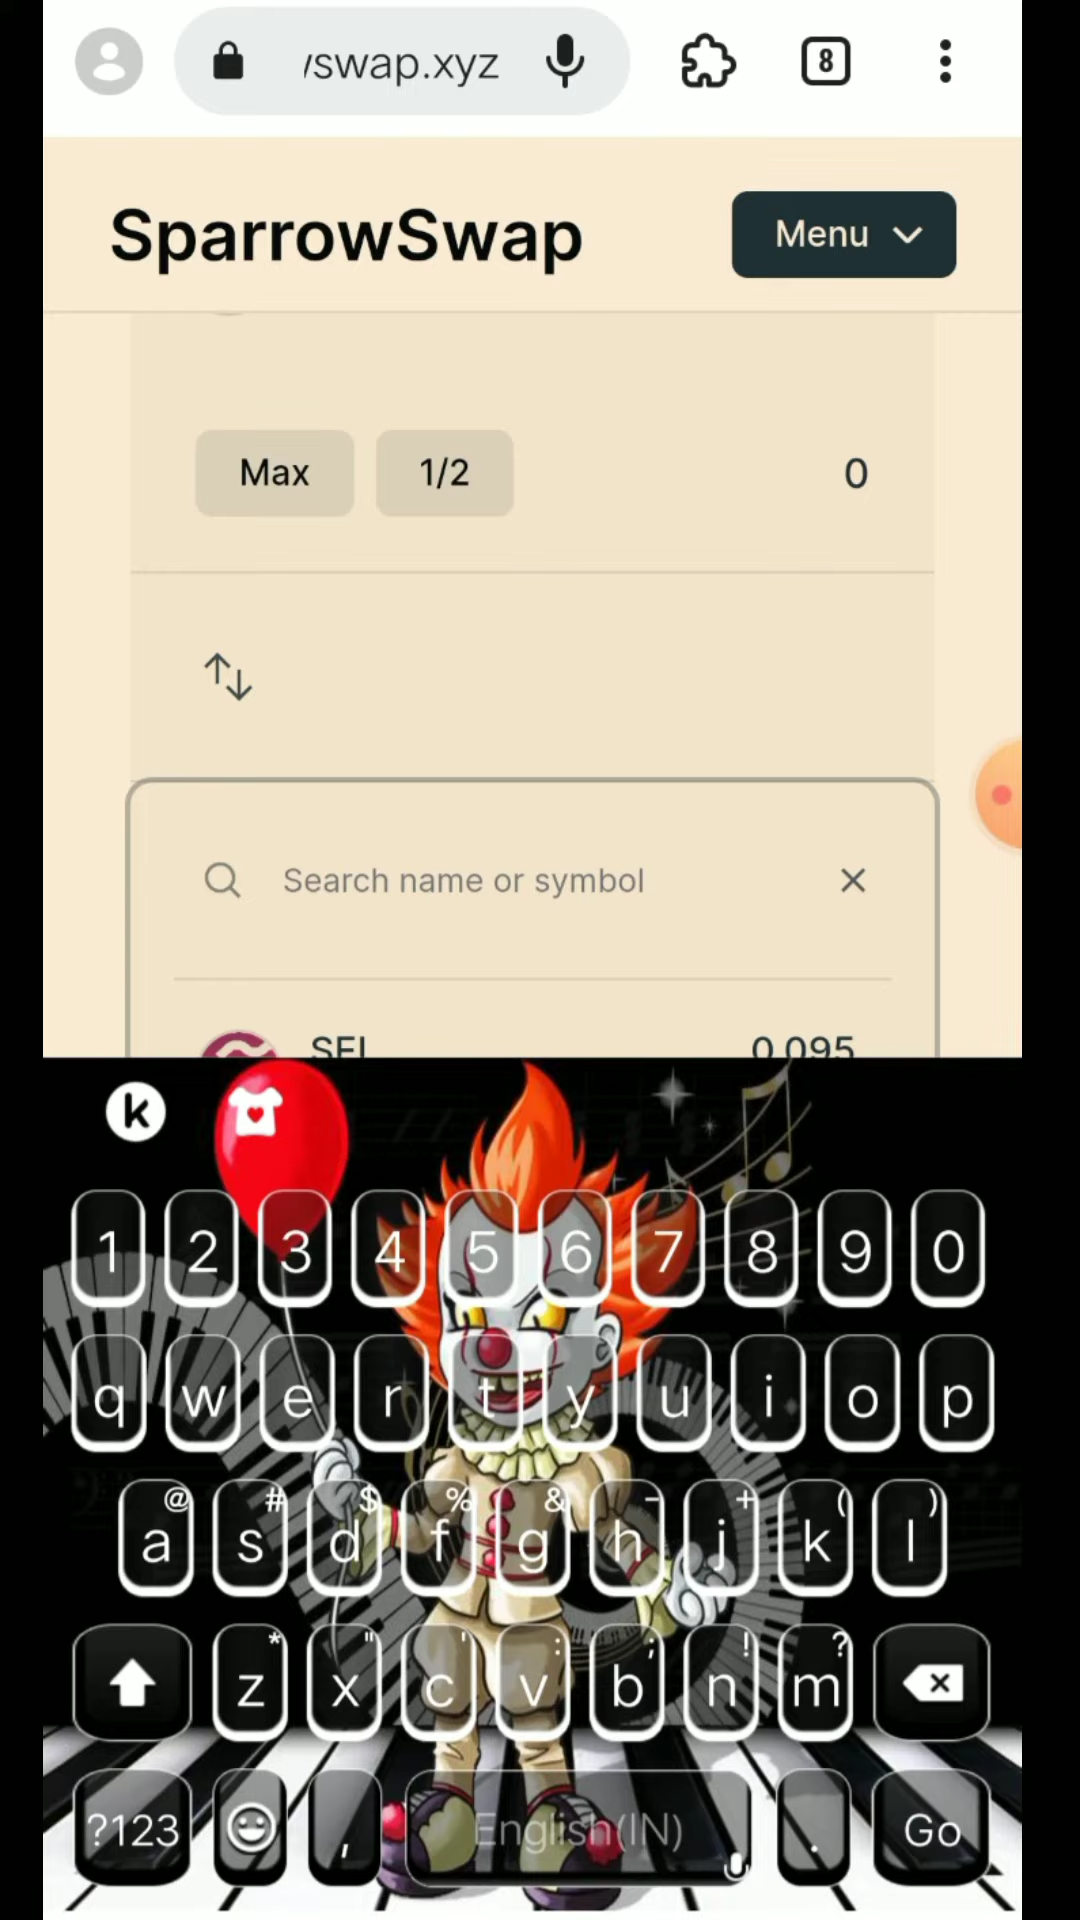 swap.xyz
8
SparrowSwap
Menu
Max 1/2 0
Search name or symbol
SEI 0.095
k
1 2 3 4 5 6 7 8 9 0
q w e r t y u i o p
@ # $ % & - + ( )
a s d f g h j k l
* " ' : ; ! ?
z x c v b n m
?123 , English(IN) . Go